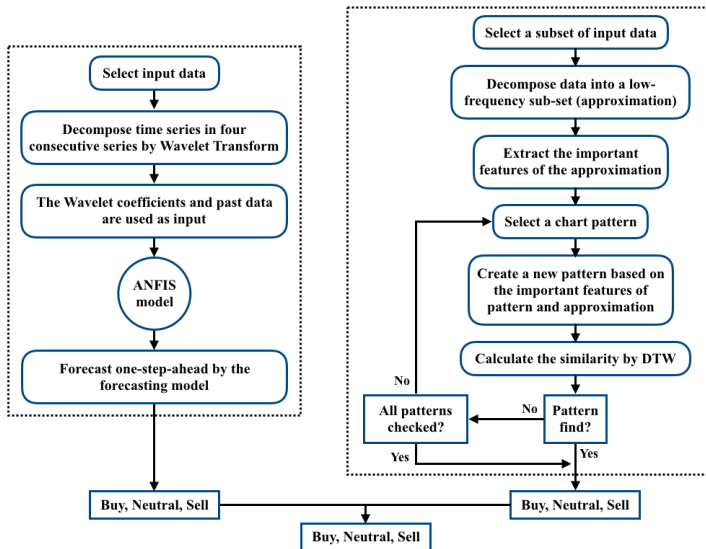 Select input data
Decompose time series in four
consecutive series by Wavelet Transform
The Wavelet coefficients and past data
are used as input
ANFIS
model
Forecast one-step-ahead by the
forecasting model
Buy, Neutral, Sell
Select a subset of input data
Decompose data into a low-
frequency sub-set (approximation)
Extract the important
features of the approximation
Select a chart pattern
Create a new pattern based on
the important features of
pattern and approximation
Calculate the similarity by DTW
No
All patterns
checked?
No
Pattern
find?
Yes
Yes
Buy, Neutral, Sell
Buy, Neutral, Sell